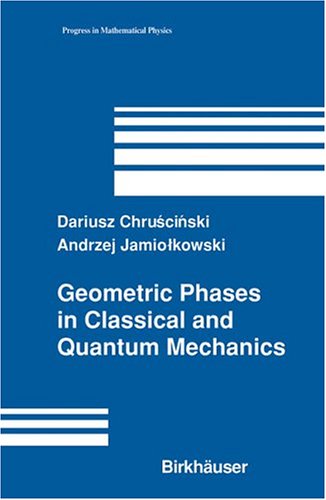 Progress in Mathematical Physics
Dariusz Chruściński
Andrzej Jamiołkowski
Geometric Phases
in Classical and
Quantum Mechanics
Birkhäuser